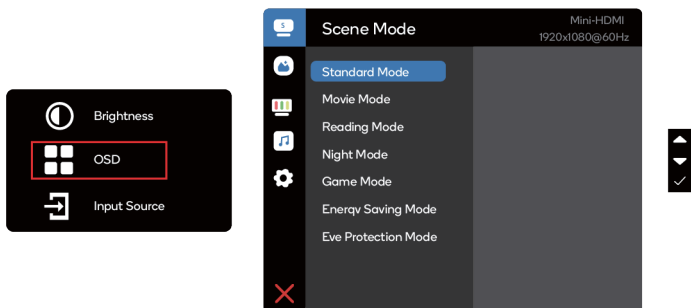 Brightness
OSD
Input Source
S
Scene Mode
Mini-HDMI
1920x1080@60Hz
Standard Mode
Movie Mode
Reading Mode
Night Mode
Game Mode
Energv Saving Mode
Eve Protection Mode